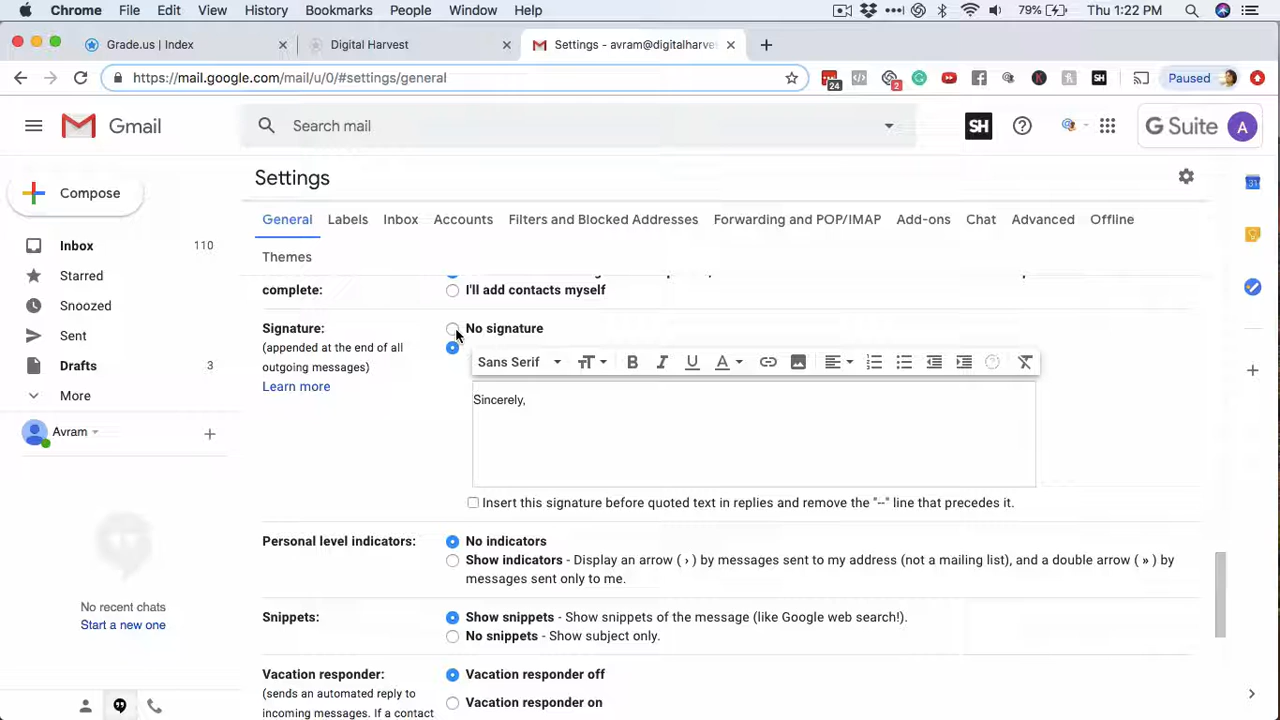 Chrome File Edit View History Bookmarks People Window Help 79% Thu 1:22 PM
Grade.us | Index Digital Harvest Settings - avram@digitalharve
https://mail.google.com/mail/u/0/#settings/general 24 2 SH Paused
Gmail Search mail SH G Suite A
Settings
Compose
General Labels Inbox Accounts Filters and Blocked Addresses Forwarding and POP/IMAP Add-ons Chat Advanced Offline
Themes
Inbox 110
Starred
Snoozed
Sent
Drafts 3
More
Avram
No recent chats
Start a new one
complete: I'll add contacts myself
Signature: No signature
(appended at the end of all
outgoing messages)
Learn more
Sans Serif TT B I U A
Sincerely,
Insert this signature before quoted text in replies and remove the "--" line that precedes it.
Personal level indicators: No indicators
Show indicators - Display an arrow ( › ) by messages sent to my address (not a mailing list), and a double arrow ( » ) by
messages sent only to me.
Snippets: Show snippets - Show snippets of the message (like Google web search!).
No snippets - Show subject only.
Vacation responder: Vacation responder off
(sends an automated reply to
incoming messages. If a contact Vacation responder on
31